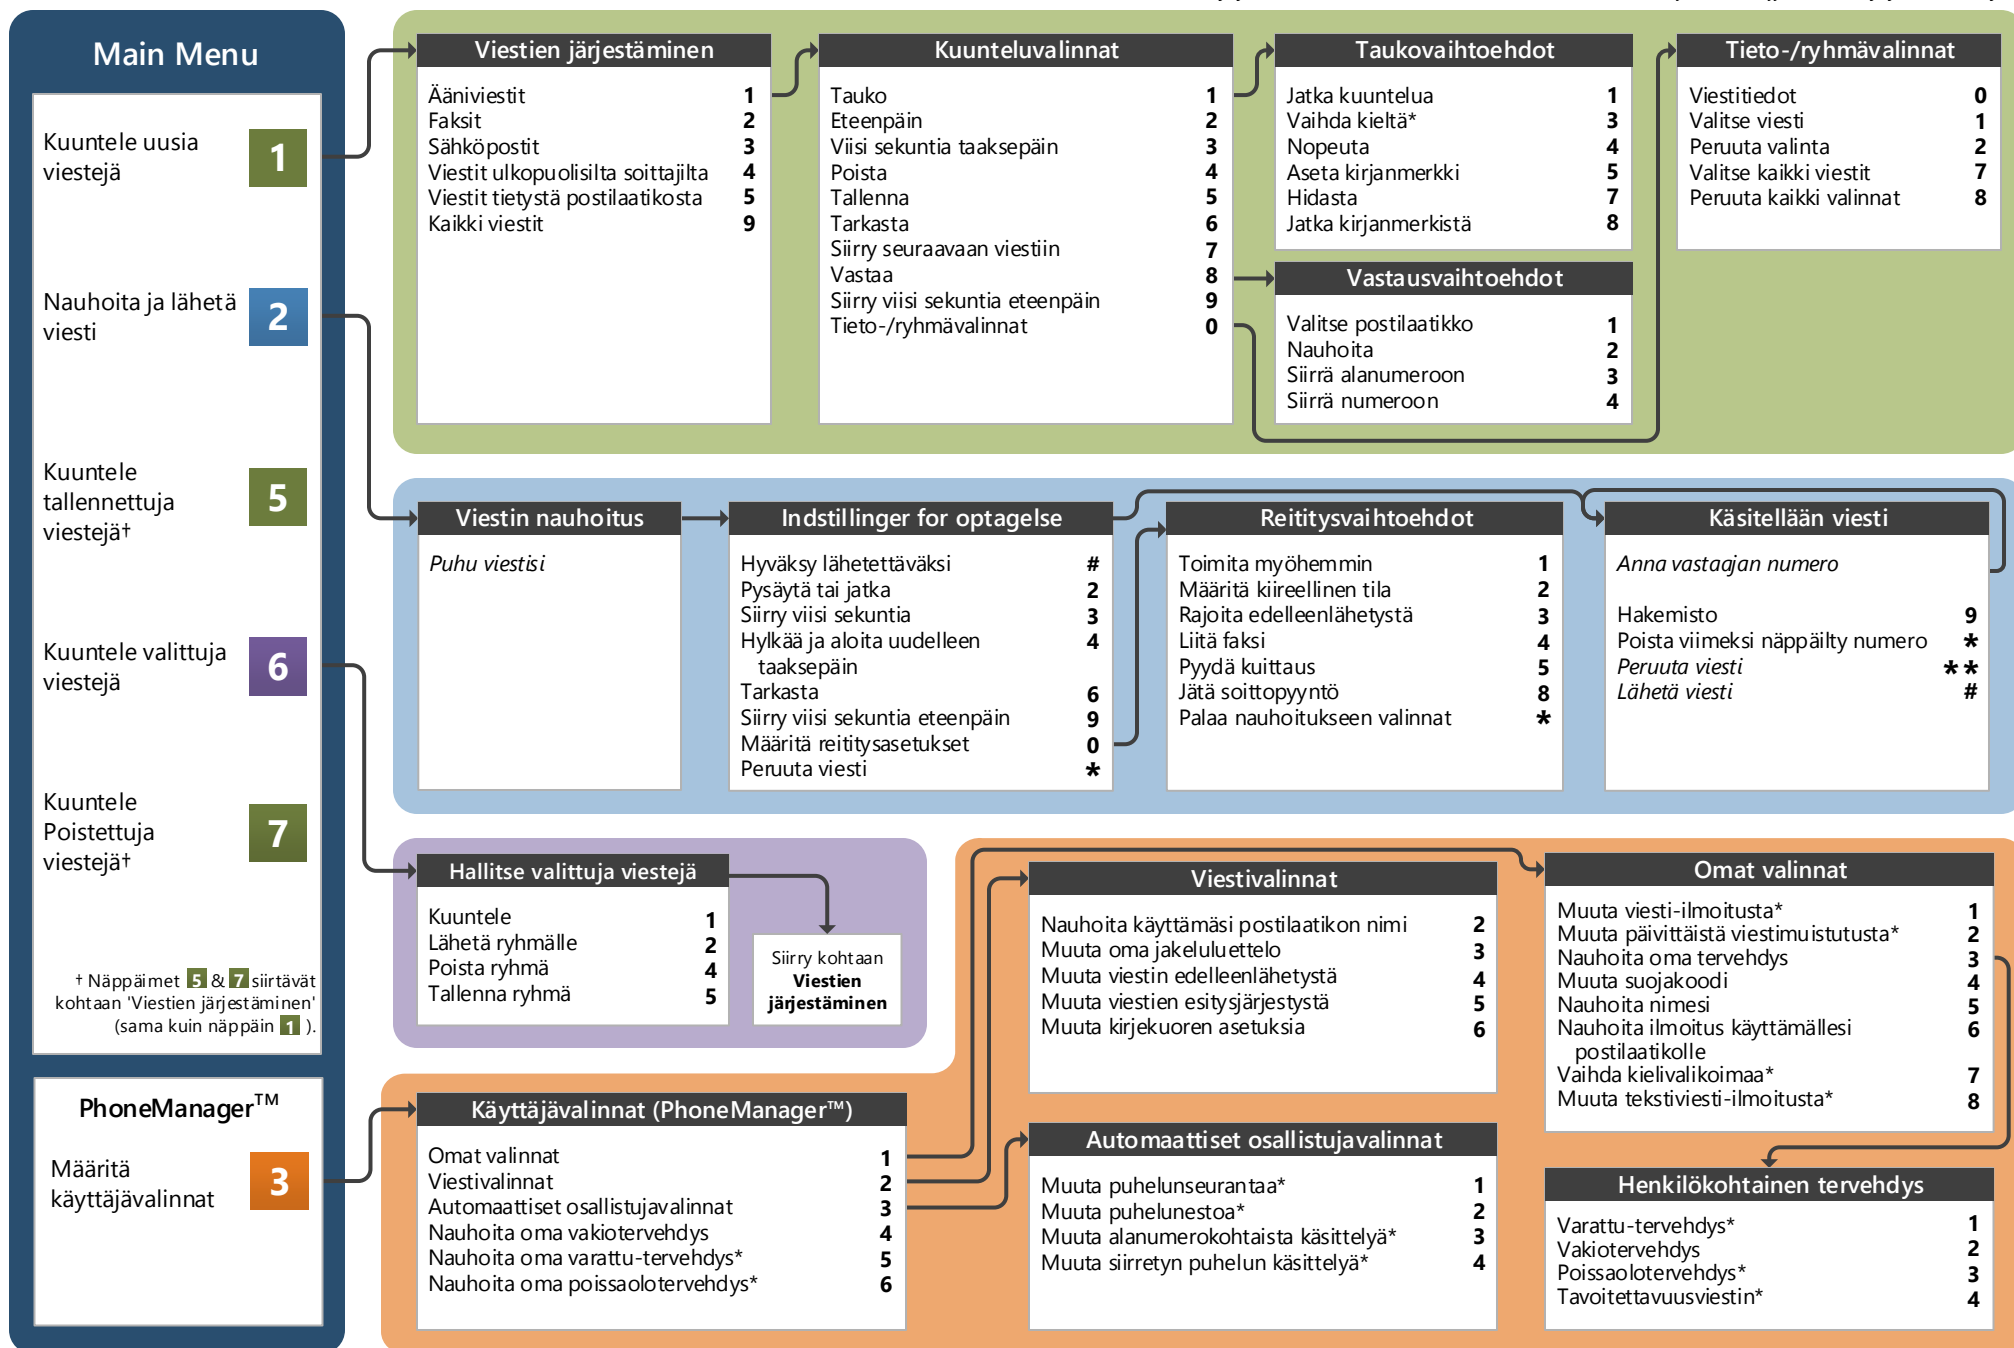 Main Menu
Kuuntele uusia
viestejä
1
Nauhoita ja lähetä
viesti
2
Kuuntele
tallennettuja
viestejä†
5
Kuuntele valittuja
viestejä
6
Kuuntele
Poistettuja
viestejä†
7
† Näppäimet 5 & 7 siirtävät
kohtaan 'Viestien järjestäminen'
(sama kuin näppäin 1 ).
PhoneManager™
Määritä
käyttäjävalinnat
3
Viestien järjestäminen
Ääniviestit 1
Faksit 2
Sähköpostit 3
Viestit ulkopuolisilta soittajilta 4
Viestit tietystä postilaatikosta 5
Kaikki viestit 9
Kuunteluvalinnat
Tauko 1
Eteenpäin 2
Viisi sekuntia taaksepäin 3
Poista 4
Tallenna 5
Tarkasta 6
Siirry seuraavaan viestiin 7
Vastaa 8
Siirry viisi sekuntia eteenpäin 9
Tieto-/ryhmävalinnat 0
Taukovaihtoehdot
Jatka kuuntelua 1
Vaihda kieltä* 3
Nopeuta 4
Aseta kirjanmerkki 5
Hidasta 7
Jatka kirjanmerkistä 8
Vastausvaihtoehdot
Valitse postilaatikko 1
Nauhoita 2
Siirrä alanumeroon 3
Siirrä numeroon 4
Tieto-/ryhmävalinnat
Viestitiedot 0
Valitse viesti 1
Peruuta valinta 2
Valitse kaikki viestit 7
Peruuta kaikki valinnat 8
Viestin nauhoitus
Puhu viestisi
Indstillinger for optagelse
Hyväksy lähetettäväksi #
Pysäytä tai jatka 2
Siirry viisi sekuntia 3
Hylkää ja aloita uudelleen 4
taaksepäin
Tarkasta 6
Siirry viisi sekuntia eteenpäin 9
Määritä reititysasetukset 0
Peruuta viesti *
Reititysvaihtoehdot
Toimita myöhemmin 1
Määritä kiireellinen tila 2
Rajoita edelleenlähetystä 3
Liitä faksi 4
Pyydä kuittaus 5
Jätä soittopyyntö 8
Palaa nauhoitukseen valinnat *
Käsitellään viesti
Anna vastaajan numero
Hakemisto 9
Poista viimeksi näppäilty numero *
Peruuta viesti **
Lähetä viesti #
Hallitse valittuja viestejä
Kuuntele 1
Lähetä ryhmälle 2
Poista ryhmä 4
Tallenna ryhmä 5
Siirry kohtaan
Viestien
järjestäminen
Käyttäjävalinnat (PhoneManager™)
Omat valinnat 1
Viestivalinnat 2
Automaattiset osallistujavalinnat 3
Nauhoita oma vakiotervehdys 4
Nauhoita oma varattu-tervehdys* 5
Nauhoita oma poissaolotervehdys* 6
Viestivalinnat
Nauhoita käyttämäsi postilaatikon nimi 2
Muuta oma jakeluluettelo 3
Muuta viestin edelleenlähetystä 4
Muuta viestien esitysjärjestystä 5
Muuta kirjekuoren asetuksia 6
Automaattiset osallistujavalinnat
Muuta puhelunseurantaa* 1
Muuta puhelunestoa* 2
Muuta alanumerokohtaista käsittelyä* 3
Muuta siirretyn puhelun käsittelyä* 4
Omat valinnat
Muuta viesti-ilmoitusta* 1
Muuta päivittäistä viestimuistutusta* 2
Nauhoita oma tervehdys 3
Muuta suojakoodi 4
Nauhoita nimesi 5
Nauhoita ilmoitus käyttämällesi 6
postilaatikolle
Vaihda kielivalikoimaa* 7
Muuta tekstiviesti-ilmoitusta* 8
Henkilökohtainen tervehdys
Varattu-tervehdys* 1
Vakiotervehdys 2
Poissaolotervehdys* 3
Tavoitettavuusviestin* 4